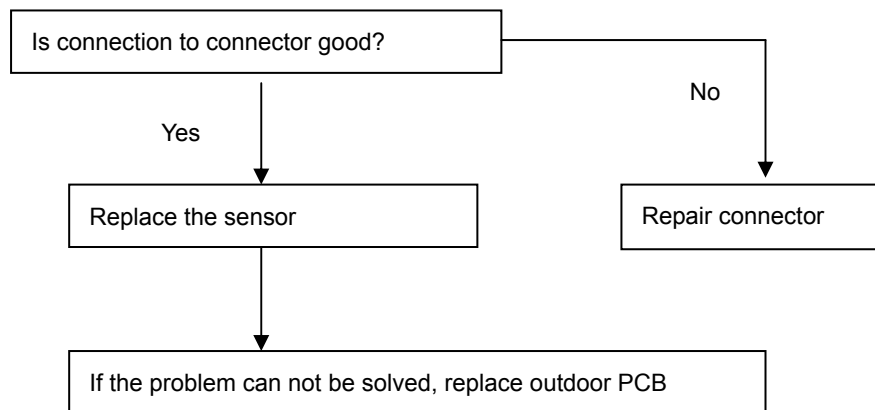 Is connection to connector good?
No
Yes
Replace the sensor
Repair connector
If the problem can not be solved, replace outdoor PCB